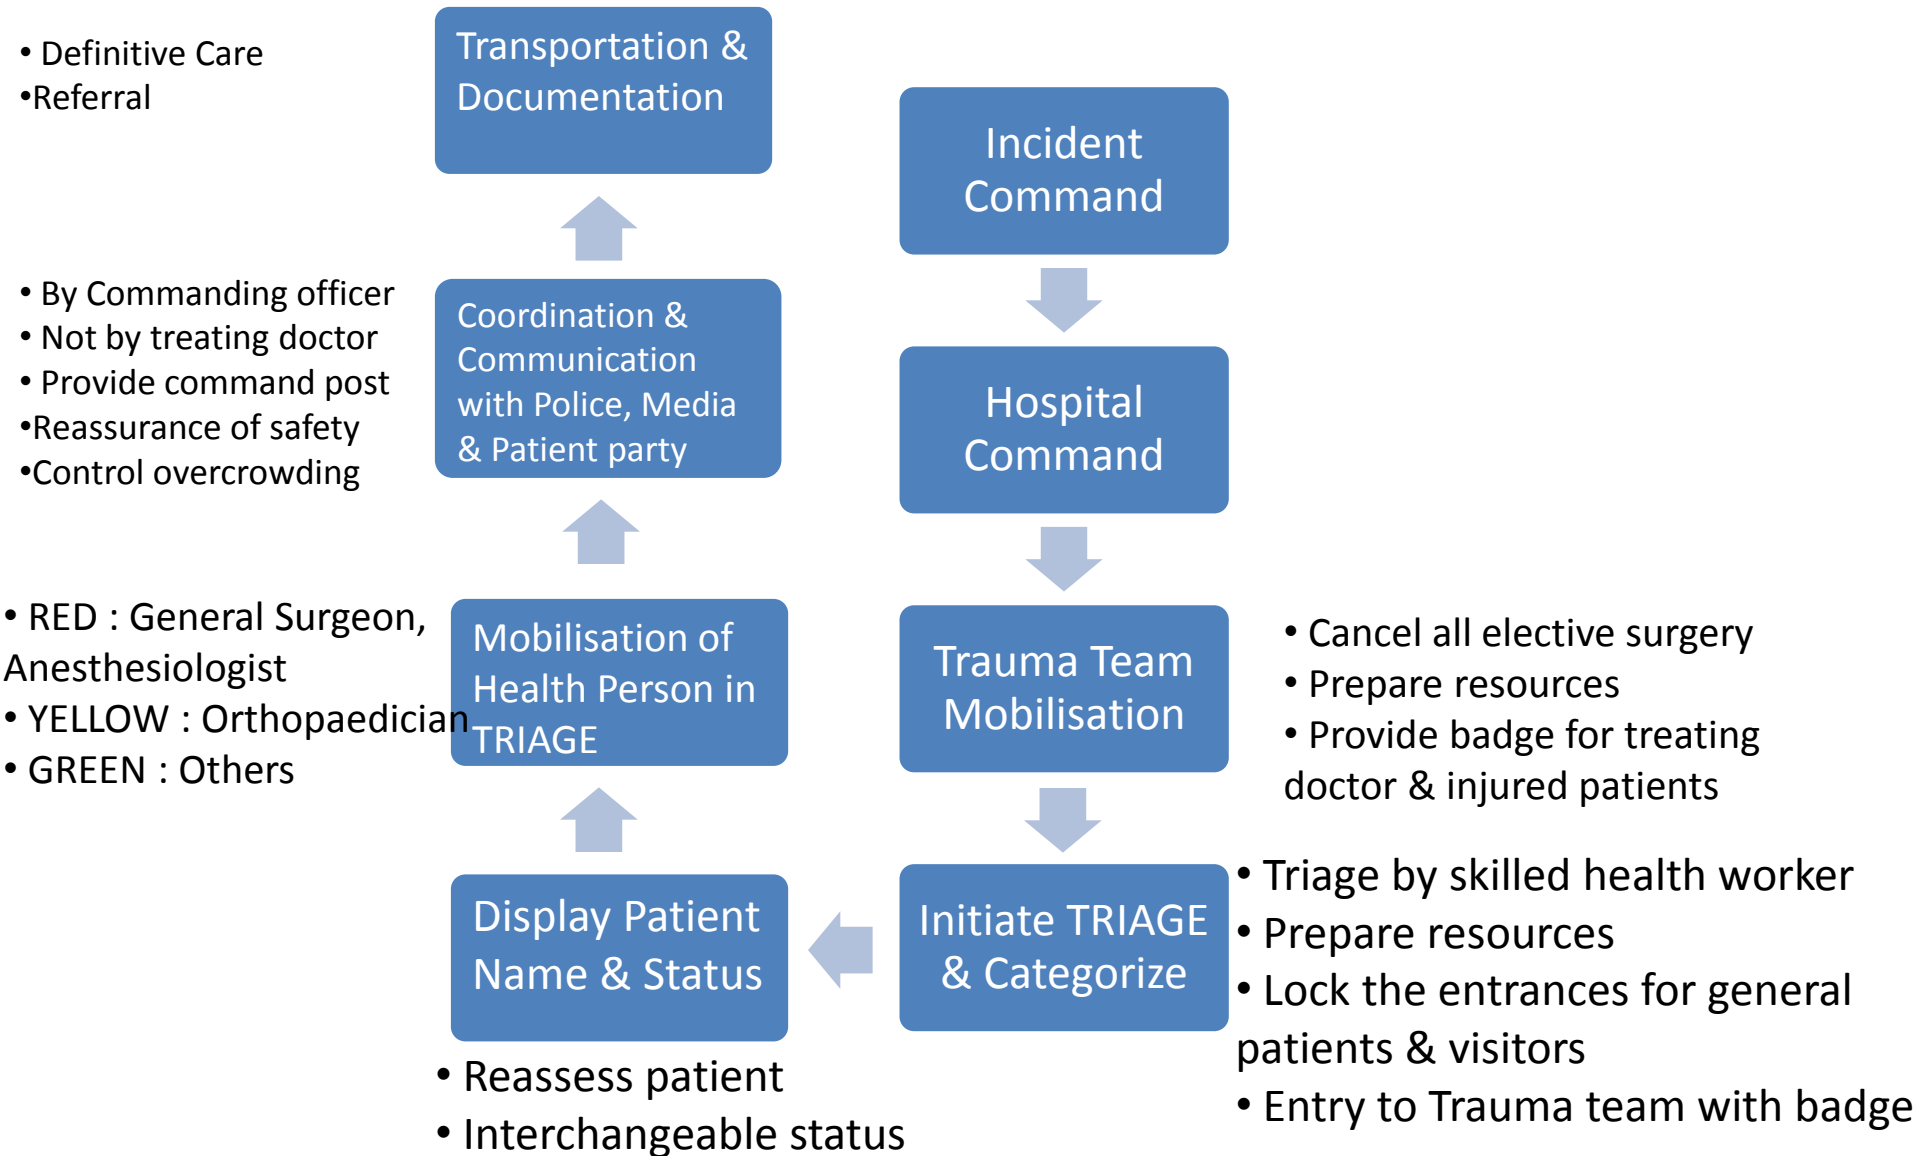 • Definitive Care
•Referral
Transportation &
Documentation
Incident
Command
• By Commanding officer
• Not by treating doctor
• Provide command post
•Reassurance of safety
•Control overcrowding
Coordination &
Communication
with Police, Media
& Patient party
Hospital
Command
• RED : General Surgeon,
Anesthesiologist
• YELLOW : Orthopaedician
• GREEN : Others
Mobilisation of
Health Person in
TRIAGE
Trauma Team
Mobilisation
• Cancel all elective surgery
• Prepare resources
• Provide badge for treating
doctor & injured patients
Display Patient
Name & Status
• Reassess patient
• Interchangeable status
Initiate TRIAGE
& Categorize
• Triage by skilled health worker
• Prepare resources
• Lock the entrances for general
patients & visitors
• Entry to Trauma team with badge